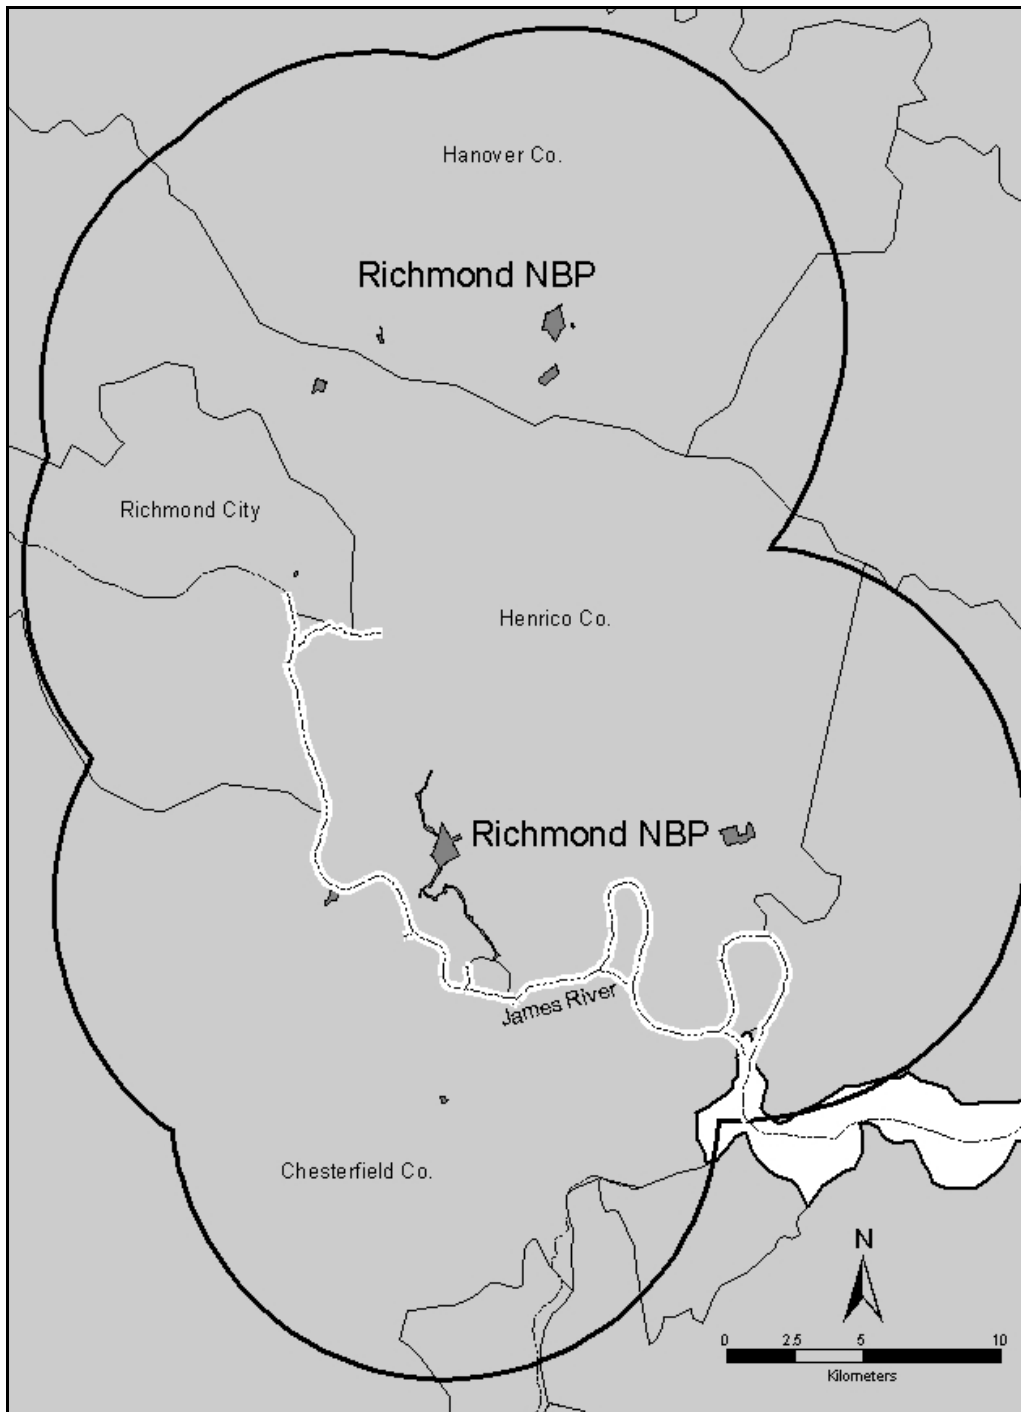 Hanover Co.
Richmond NBP
Richmond City
Henrico Co.
Richmond NBP
James River
Chesterfield Co.
N
0 2.5 5 10
Kilometers